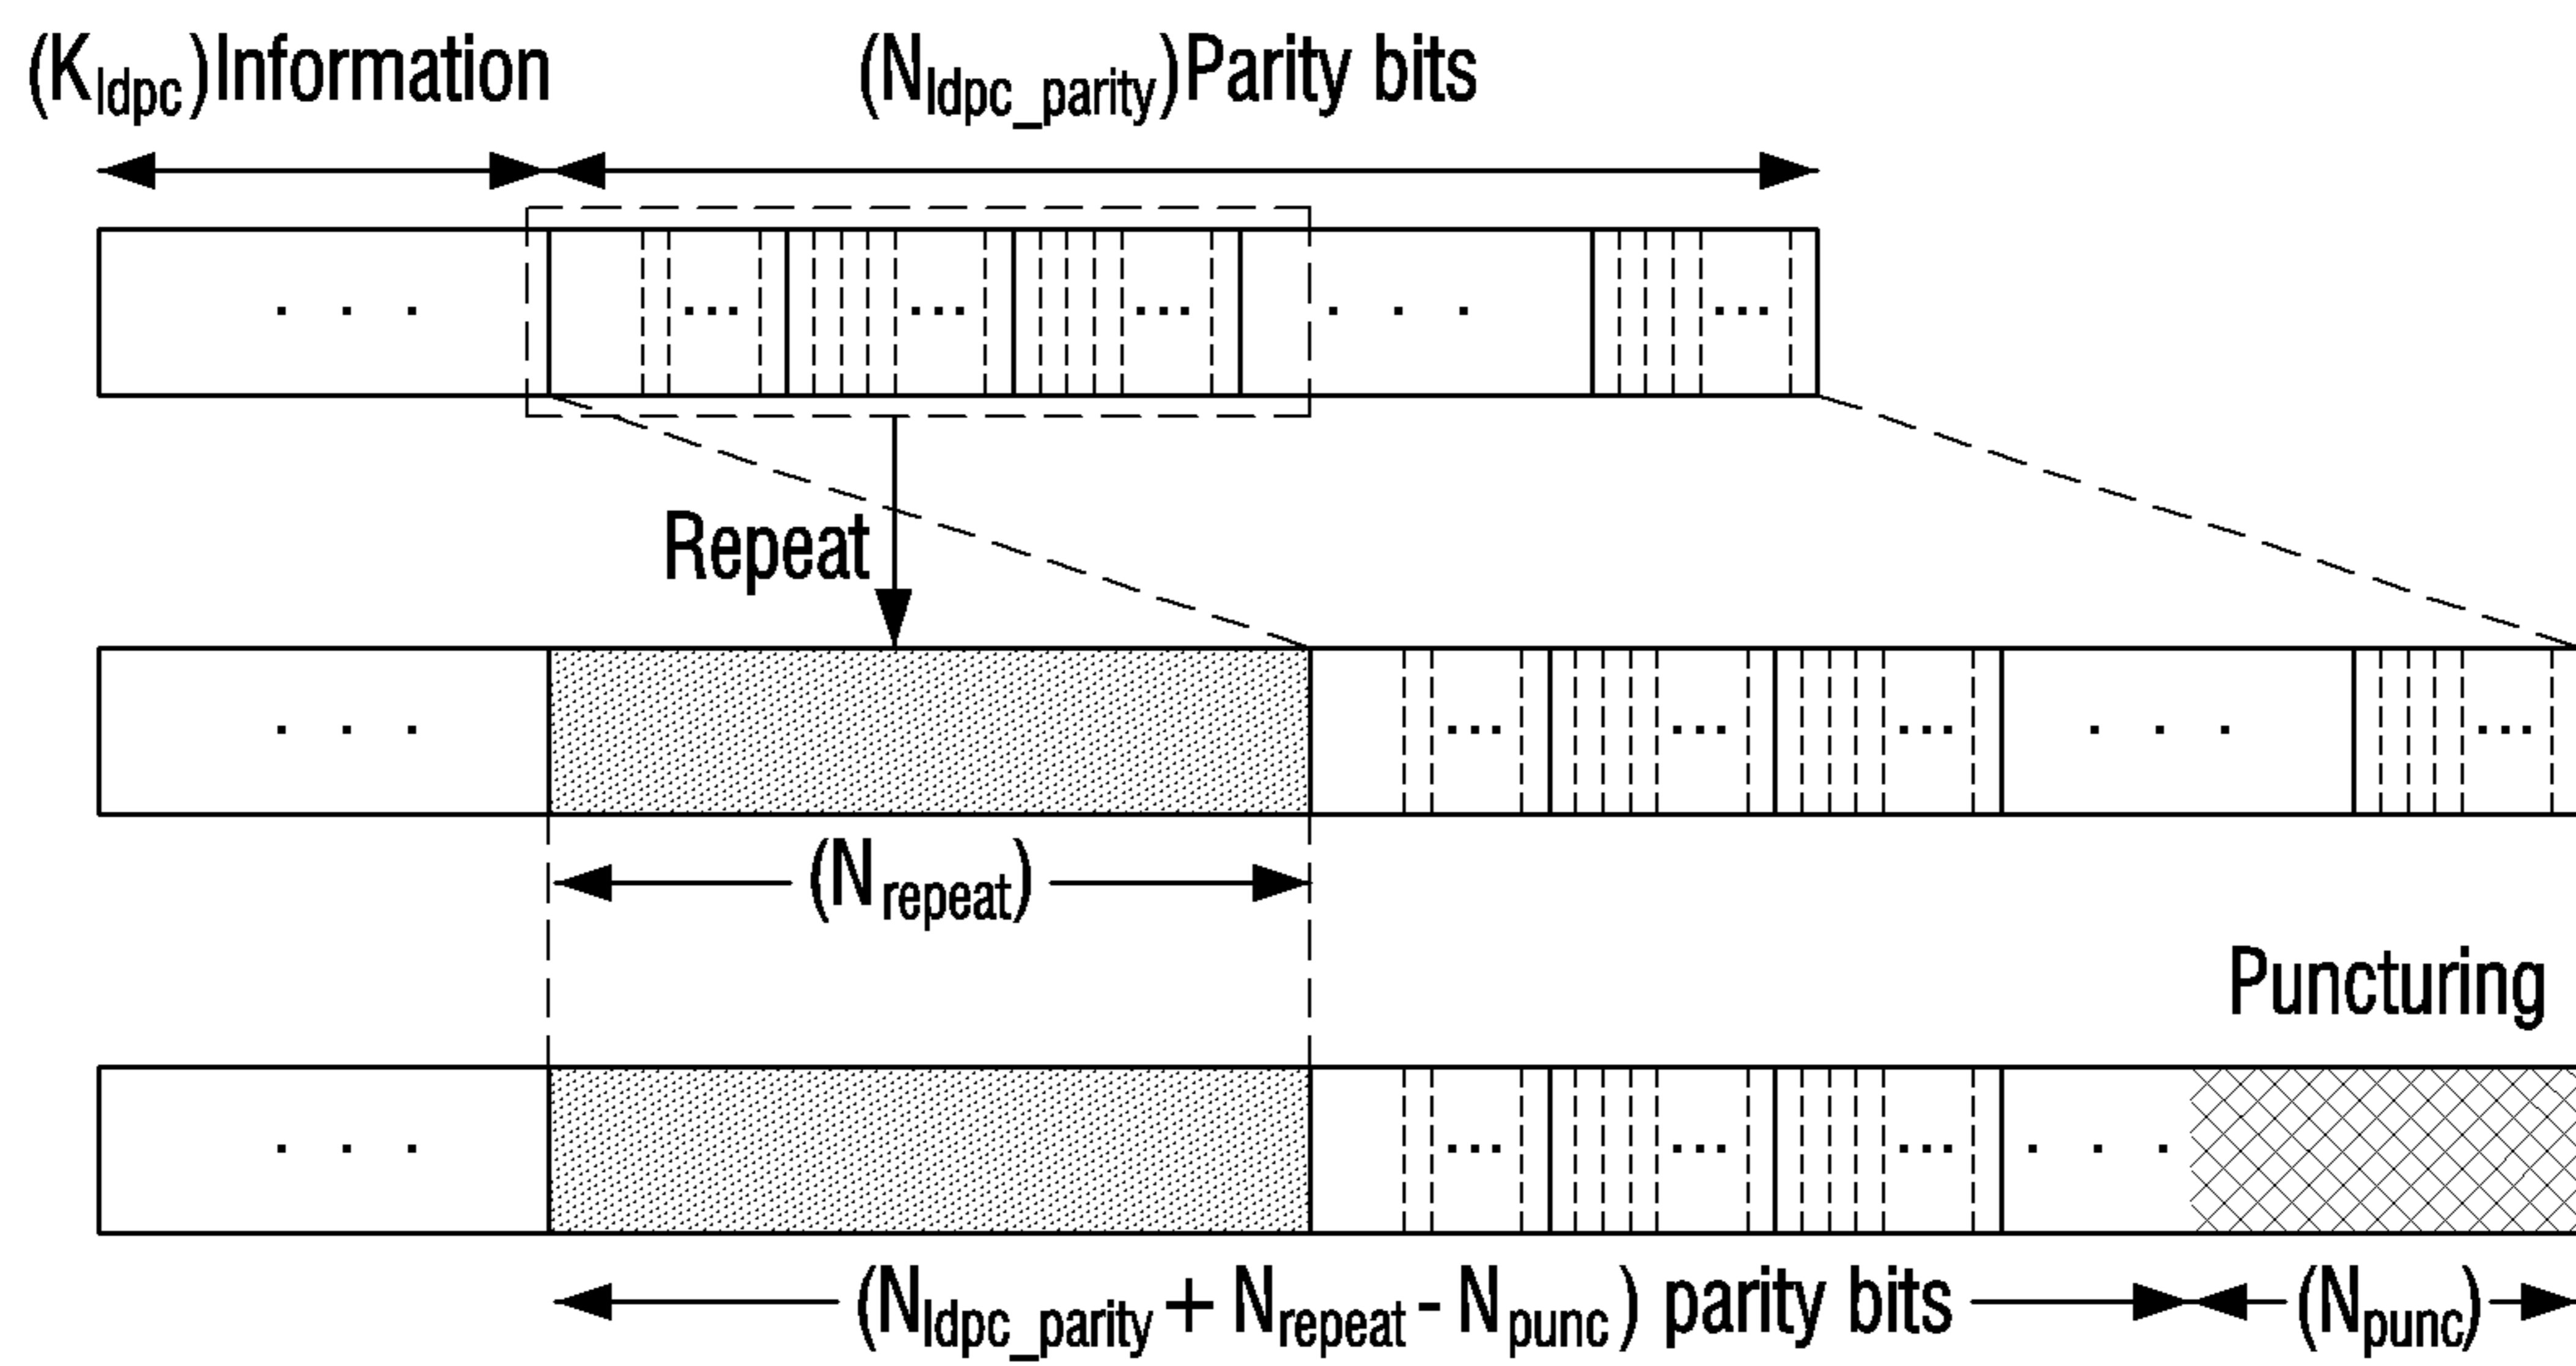 (Kldpc)Information
(Nldpc_parity)Parity bits
Repeat
(Nrepeat)
Puncturing
(Nldpc_parity + Nrepeat - Npunc) parity bits
(Npunc)